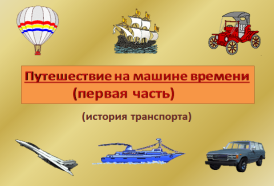 Путешествие на машине времени
(первая часть)
(история транспорта)